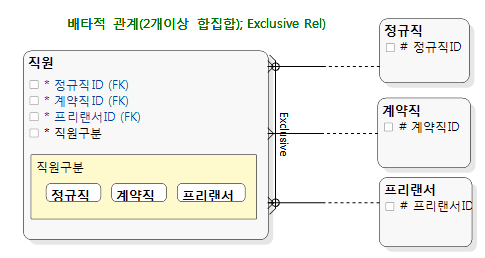 배타적 관계(2개이상 합집합); Exclusive Rel)
직원
* 정규직ID (FK)
* 계약직ID (FK)
* 프리랜서ID (FK)
* 직원구분
직원구분
정규직 계약직 프리랜서
Exclusive
정규직
# 정규직ID
계약직
# 계약직ID
프리랜서
# 프리랜서ID